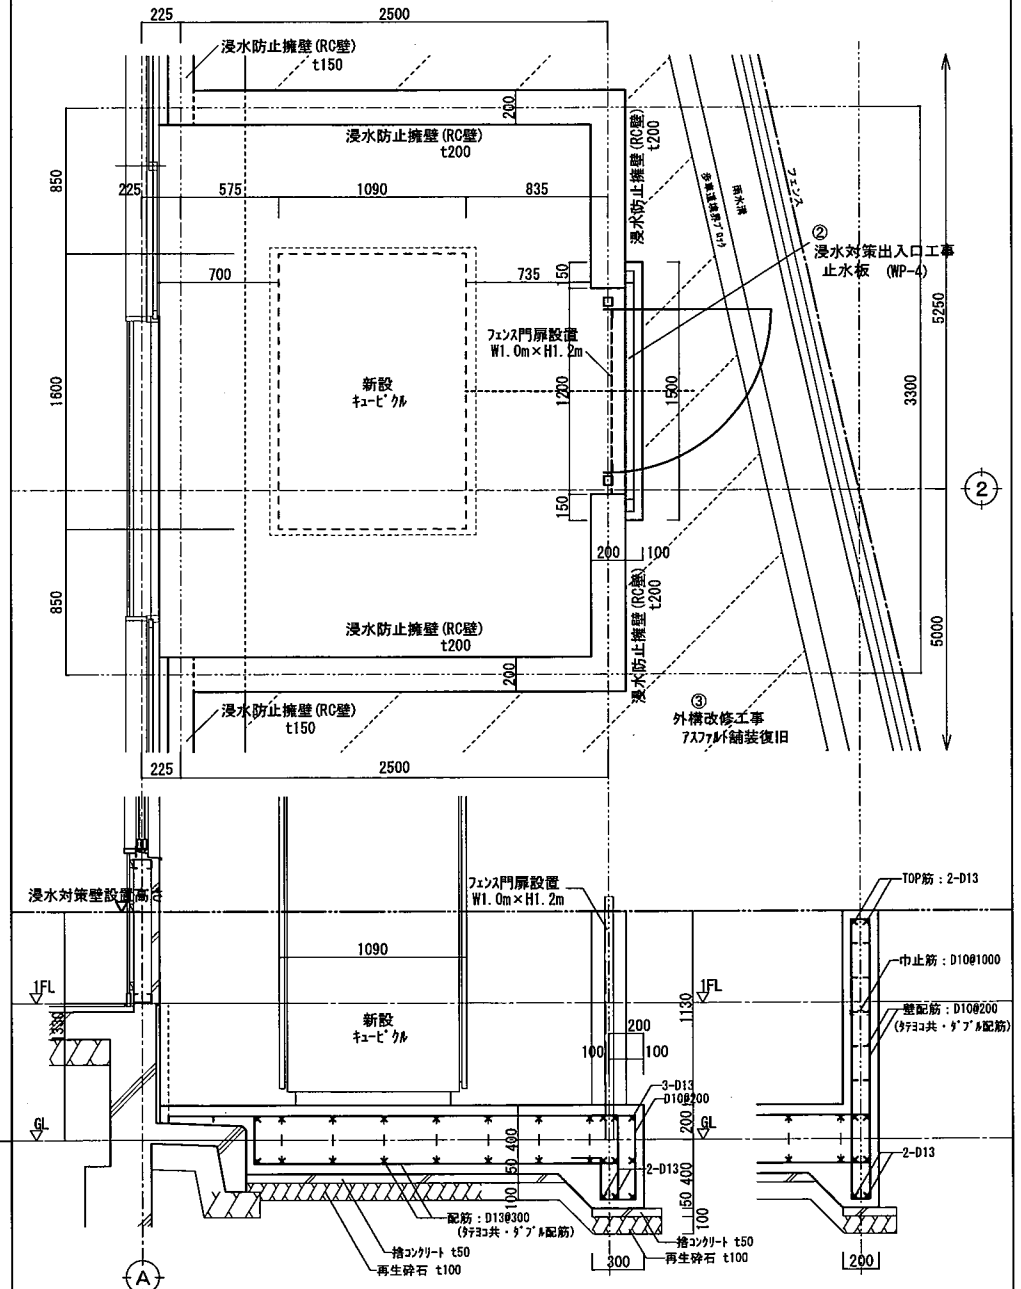 225
2500
浸水防止擁壁(RC壁)
t150
200
浸水防止擁壁(RC壁)
t200
浸水防止擁壁(RC壁)
t200
歩車道境界ブロック
雨水溝
フェンス
850
225
575
1090
835
②
浸水対策出入口工事
止水板 (WP-4)
700
735
150
5250
フェンス門扉設置
W1.0m×H1.2m
新設
キュービクル
1600
1200
1500
3300
2
150
200
100
850
浸水防止擁壁(RC壁)
t200
浸水防止擁壁(RC壁)
t200
5000
200
浸水防止擁壁(RC壁)
t150
③
外構改修工事
アスファルト舗装復旧
225
2500
浸水対策壁設置高さ
フェンス門扉設置
W1.0m×H1.2m
TOP筋:2-D13
1090
巾止筋:D10@1000
1FL
1FL
1130
壁配筋:D10@200
(タテヨコ共・ダブル配筋)
330
新設
キュービクル
200
100
100
3-D13
D10@200
200
GL
GL
400
2-D13
2-D13
50
400
100
50
100
配筋:D13@300
(タテヨコ共・ダブル配筋)
捨コンクリート t50
再生砕石 t100
捨コンクリート t50
再生砕石 t100
300
200
A